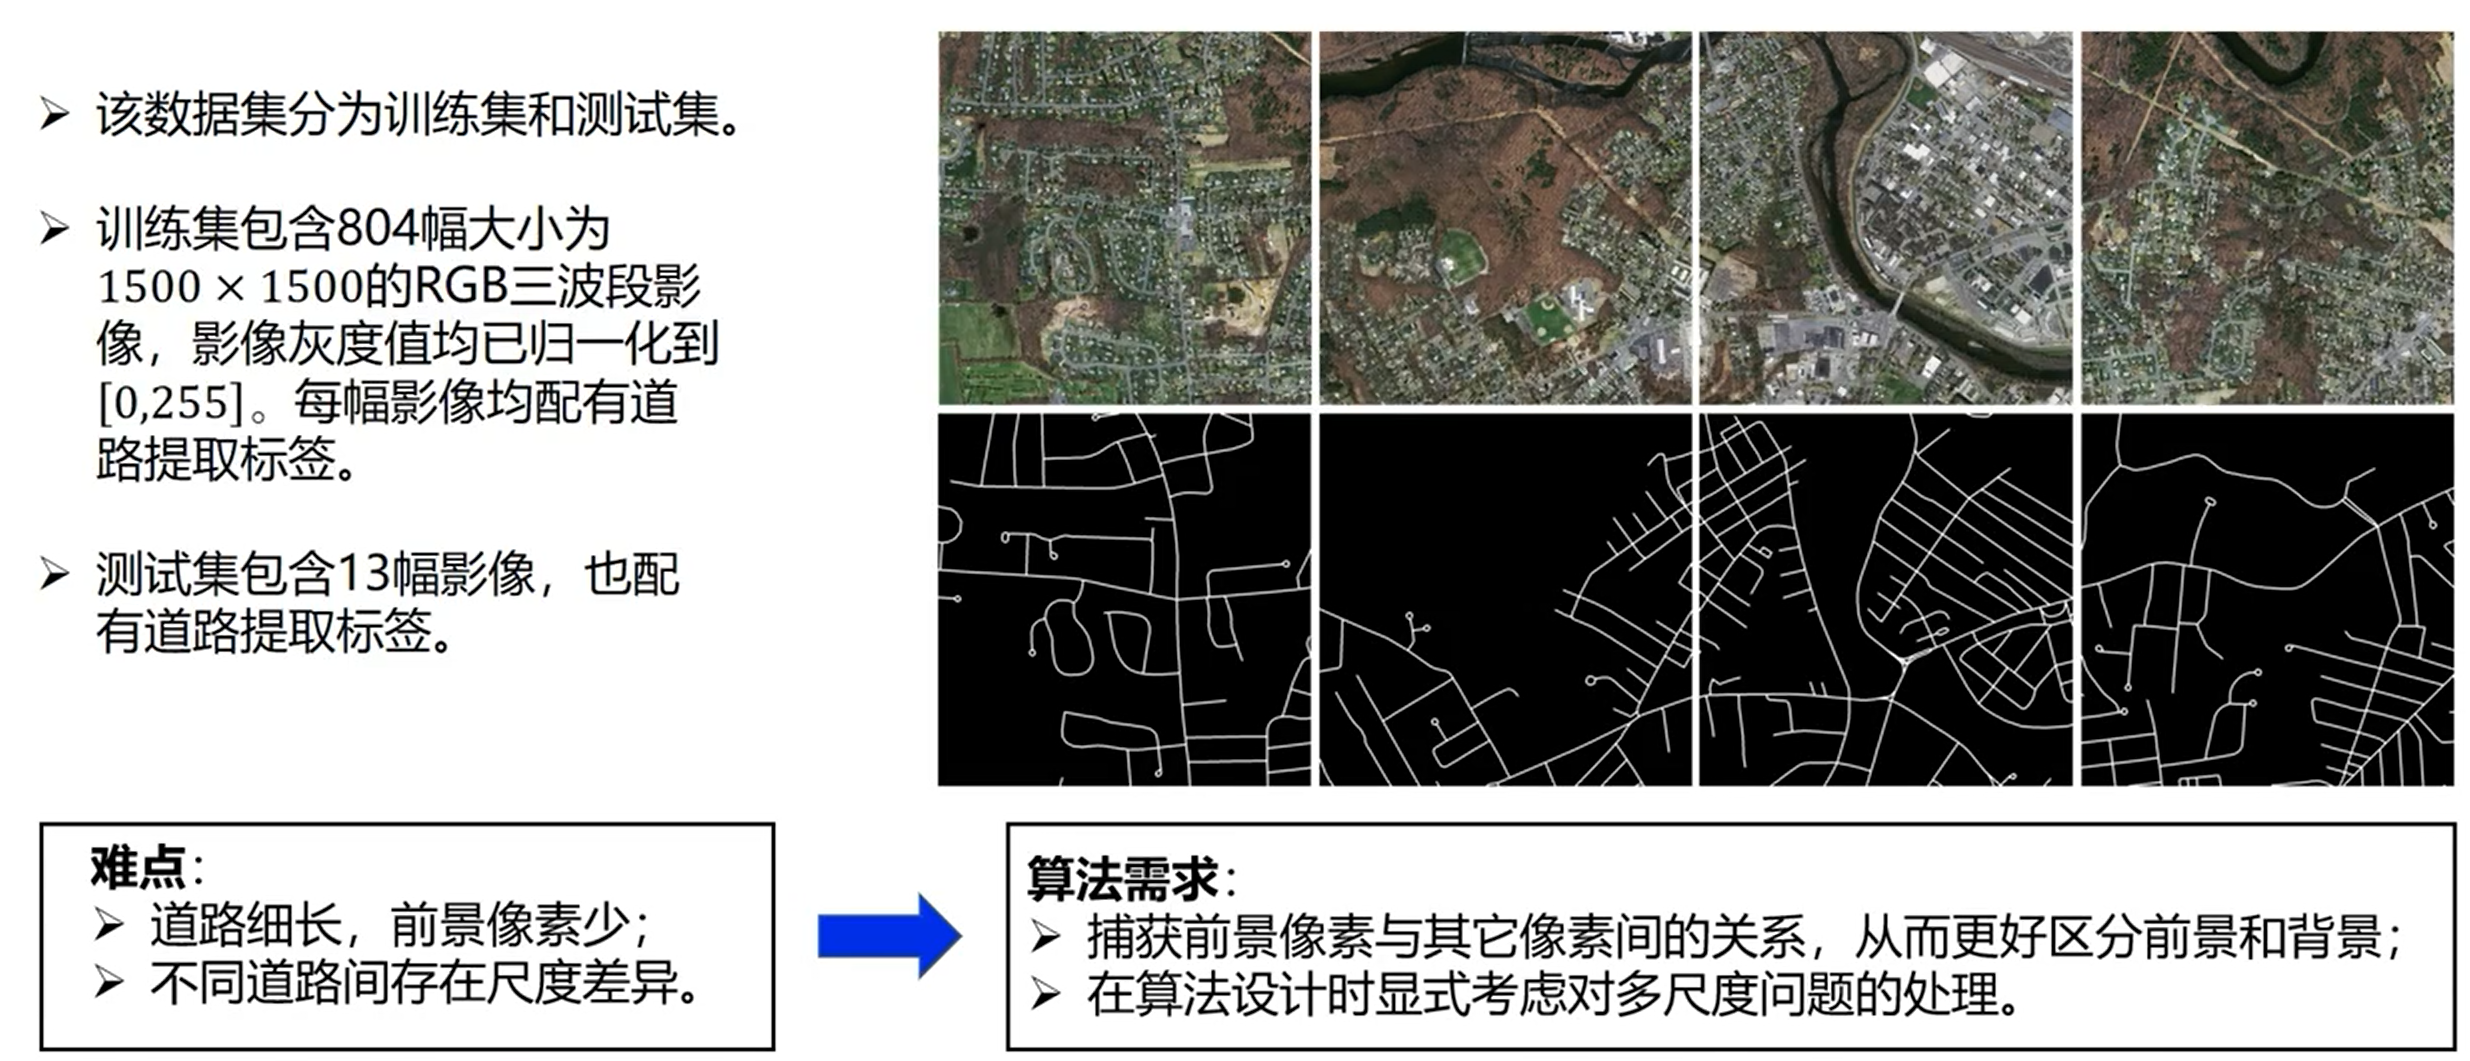 ➢ 该数据集分为训练集和测试集。
➢ 训练集包含804幅大小为
1500 × 1500的RGB三波段影
像，影像灰度值均已归一化到
[0,255]。每幅影像均配有道
路提取标签。
➢ 测试集包含13幅影像，也配
有道路提取标签。
难点：
➢ 道路细长，前景像素少；
➢ 不同道路间存在尺度差异。
算法需求：
➢ 捕获前景像素与其它像素间的关系，从而更好区分前景和背景；
➢ 在算法设计时显式考虑对多尺度问题的处理。